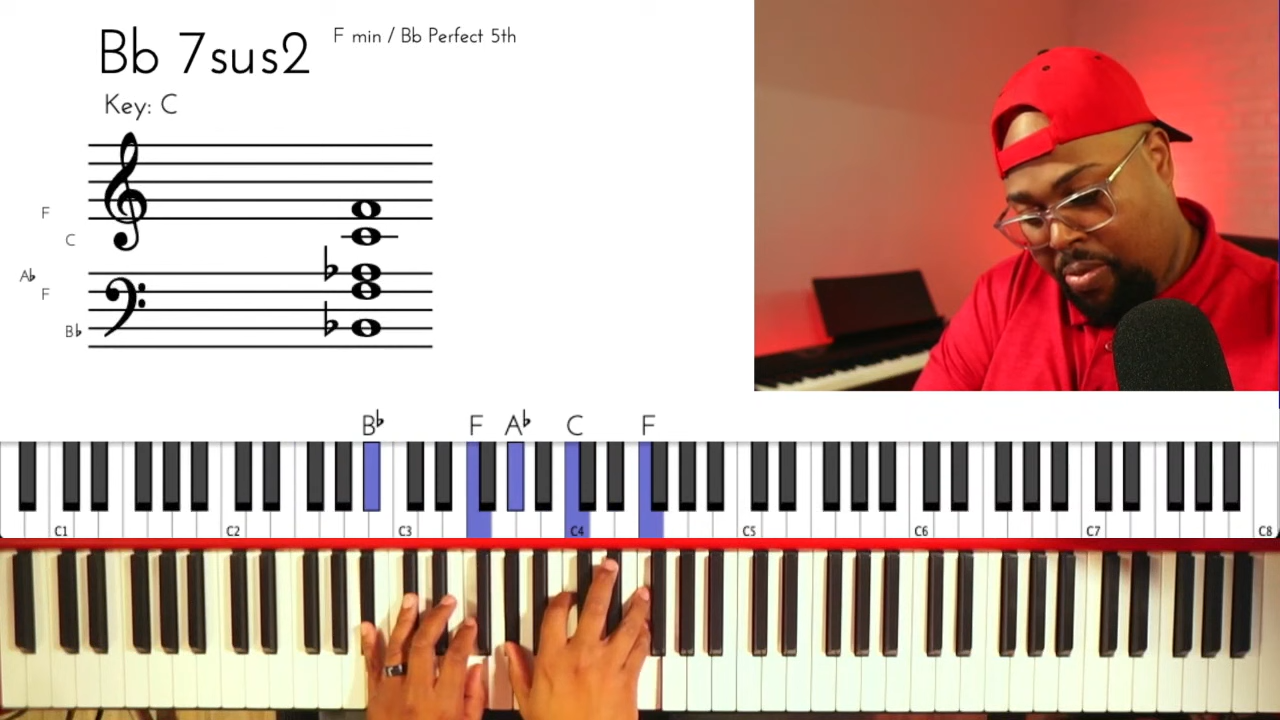 Bb 7sus2
F min / Bb Perfect 5th
Key: C
F
C
A♭
F
B♭
B♭ F A♭ C F
C1 C2 C3 C4 C5 C6 C7 C8